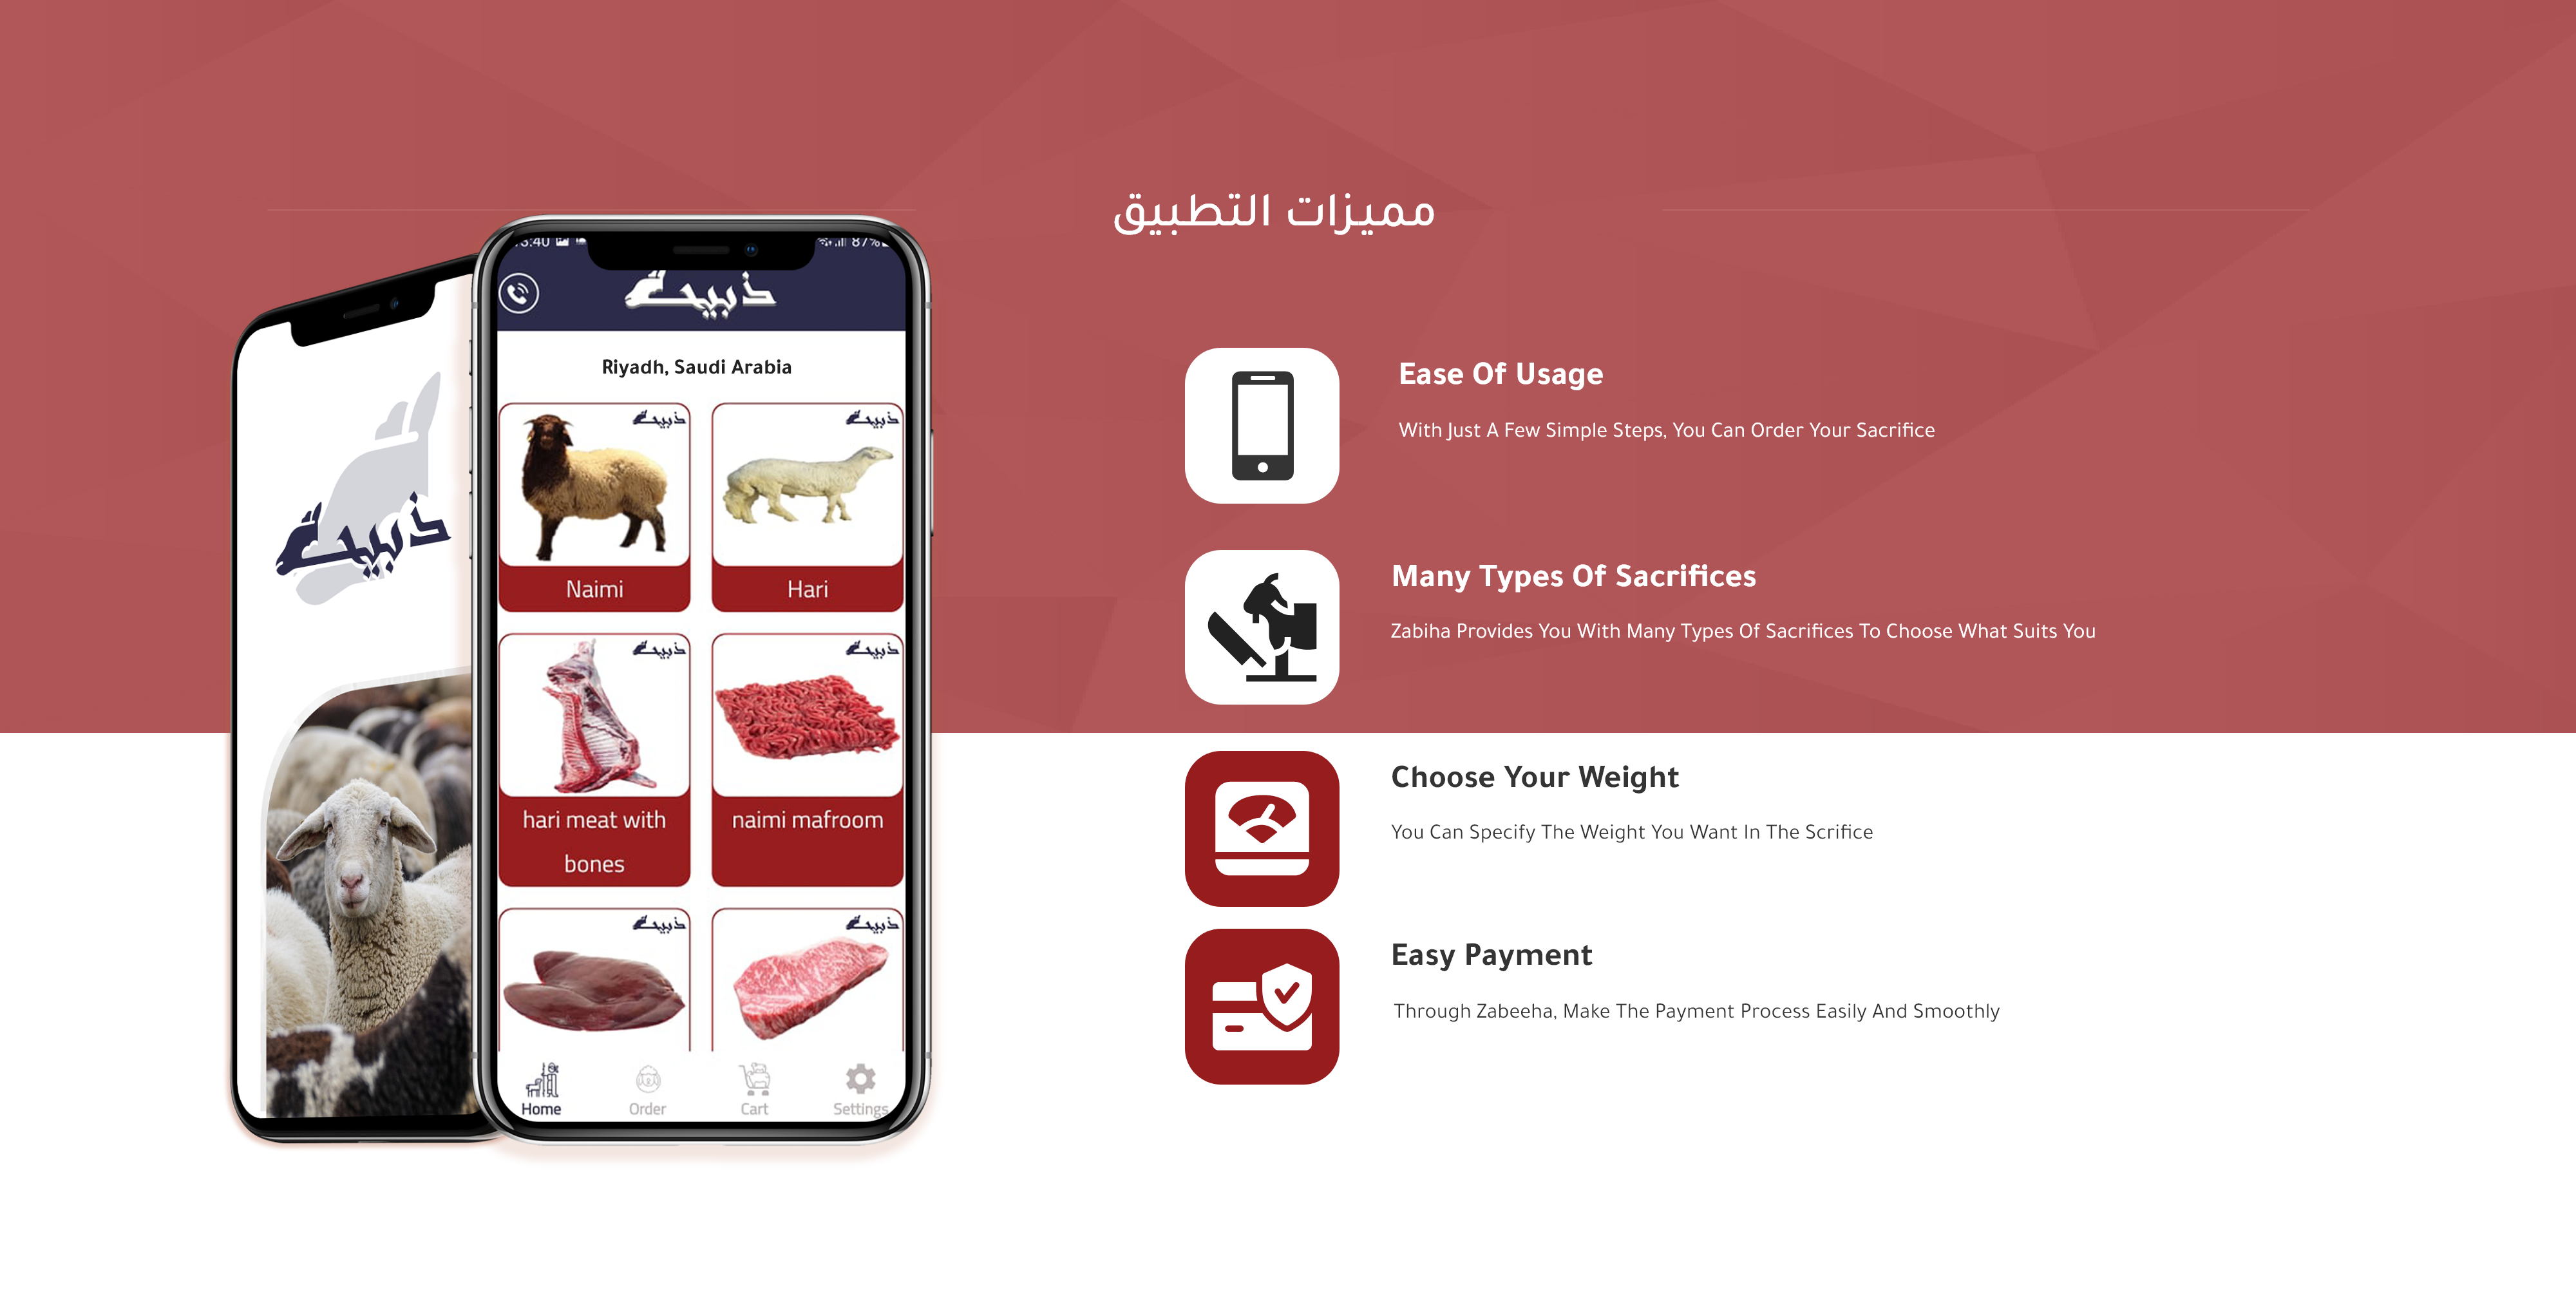 مميزات التطبيق
ذبيحة
87%
ذبيحة
Riyadh, Saudi Arabia
ذبيحة
ذبيحة
Naimi
Hari
ذبيحة
ذبيحة
hari meat with
bones
naimi mafroom
ذبيحة
ذبيحة
Home
Order
Cart
Settings
Ease Of Usage
With Just A Few Simple Steps, You Can Order Your Sacrifice
Many Types Of Sacrifices
Zabiha Provides You With Many Types Of Sacrifices To Choose What Suits You
Choose Your Weight
You Can Specify The Weight You Want In The Scrifice
Easy Payment
Through Zabeeha, Make The Payment Process Easily And Smoothly